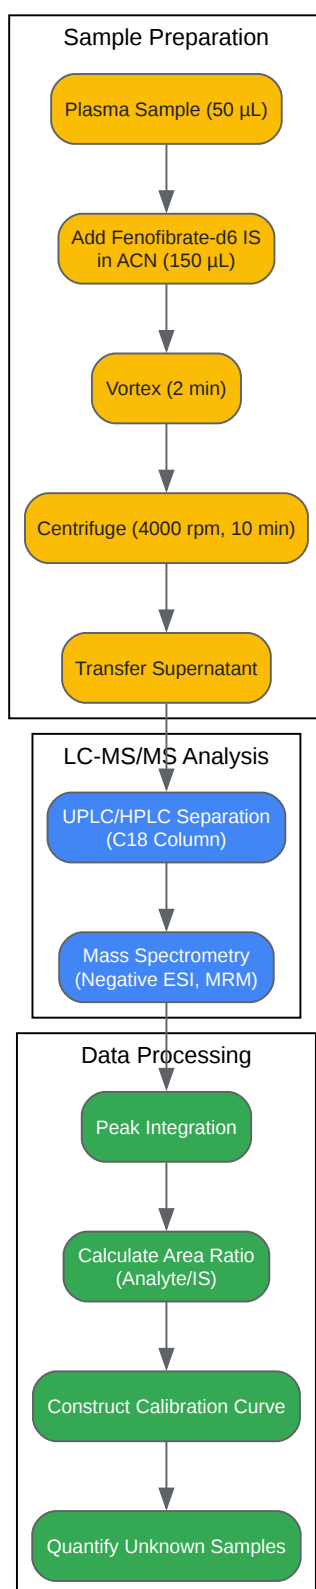 Sample Preparation
Plasma Sample (50 µL)
Add Fenofibrate-d6 IS
in ACN (150 µL)
Vortex (2 min)
Centrifuge (4000 rpm, 10 min)
Transfer Supernatant
LC-MS/MS Analysis
UPLC/HPLC Separation
(C18 Column)
Mass Spectrometry
(Negative ESI, MRM)
Data Processing
Peak Integration
Calculate Area Ratio
(Analyte/IS)
Construct Calibration Curve
Quantify Unknown Samples